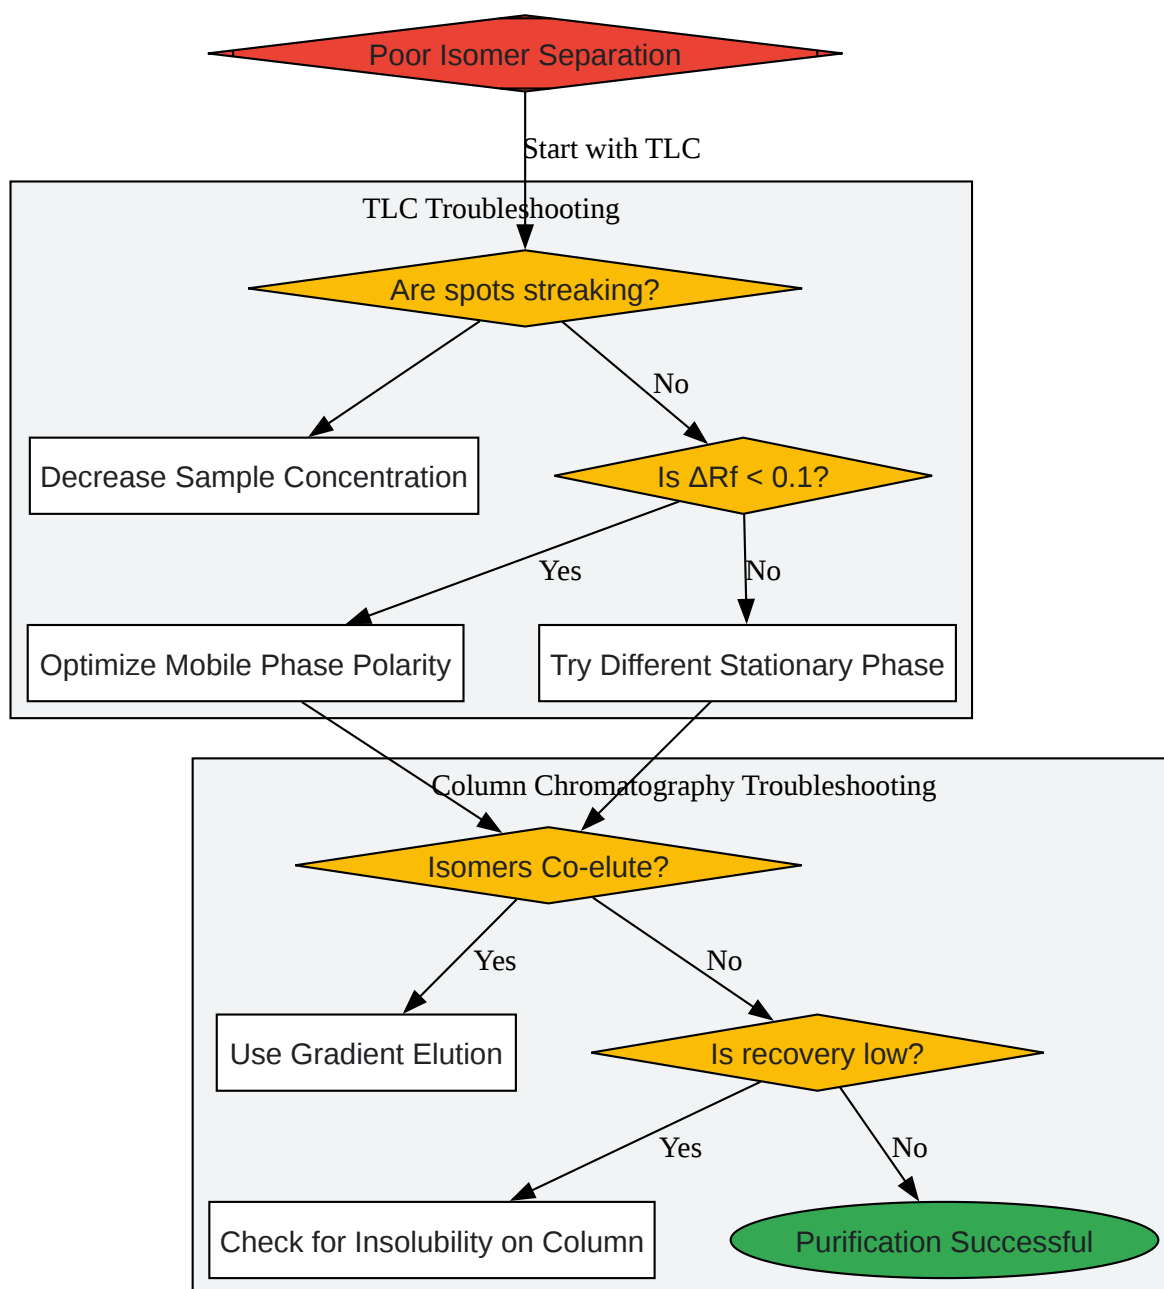 Poor Isomer Separation
Start with TLC
TLC Troubleshooting
Are spots streaking?
No
Decrease Sample Concentration
Is ΔRf < 0.1?
Yes
No
Optimize Mobile Phase Polarity
Try Different Stationary Phase
Column Chromatography Troubleshooting
Isomers Co-elute?
Yes
No
Use Gradient Elution
Is recovery low?
Yes
No
Check for Insolubility on Column
Purification Successful